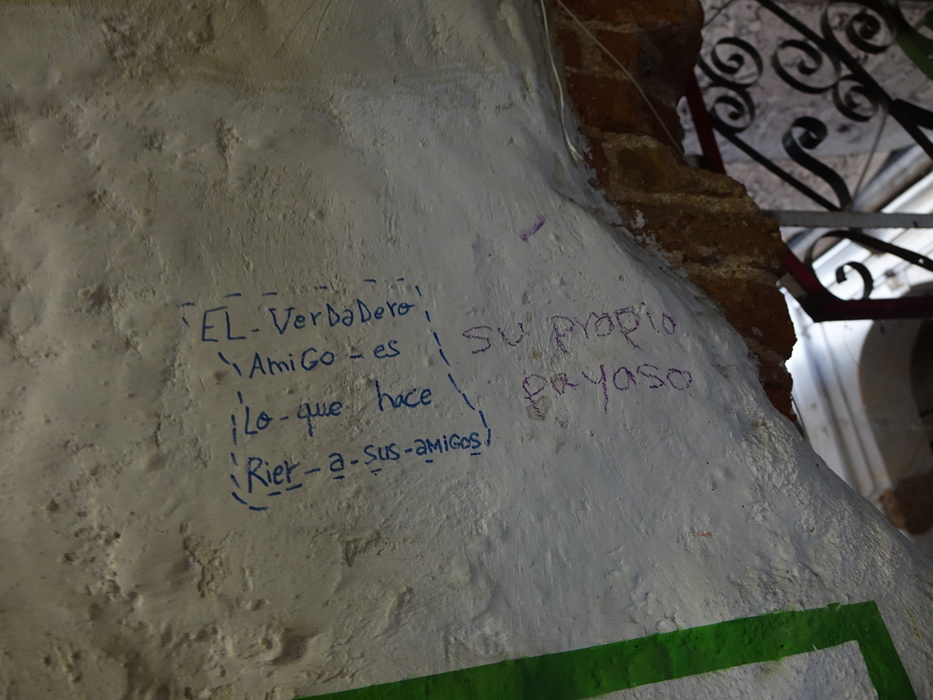 EL-VerDaDero
AmiGo-es
Lo-que hace
Rier-a-sus-amiGos
su propio
payaso